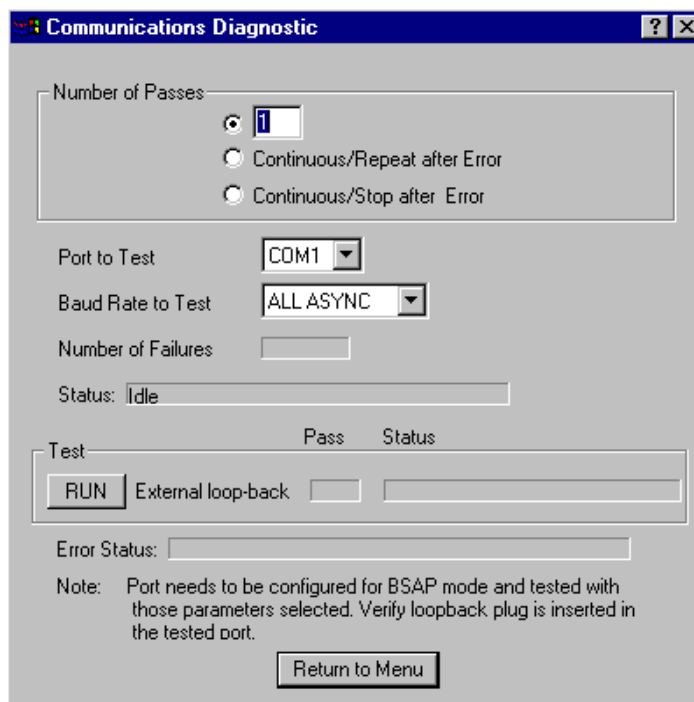 Communications Diagnostic
Number of Passes
1
Continuous/Repeat after Error
Continuous/Stop after Error
Port to Test COM1
Baud Rate to Test ALL ASYNC
Number of Failures
Status: Idle
Pass Status
Test
RUN External loop-back
Error Status:
Note: Port needs to be configured for BSAP mode and tested with
those parameters selected. Verify loopback plug is inserted in
the tested port.
Return to Menu